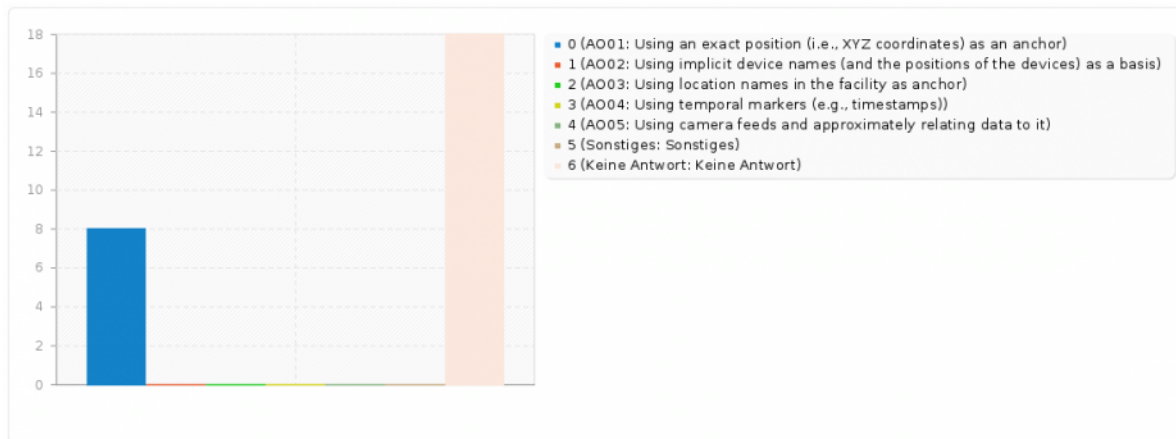 18
16
14
12
10
8
6
4
2
0
0 (AO01: Using an exact position (i.e., XYZ coordinates) as an anchor)
1 (AO02: Using implicit device names (and the positions of the devices) as a basis)
2 (AO03: Using location names in the facility as anchor)
3 (AO04: Using temporal markers (e.g., timestamps))
4 (AO05: Using camera feeds and approximately relating data to it)
5 (Sonstiges: Sonstiges)
6 (Keine Antwort: Keine Antwort)